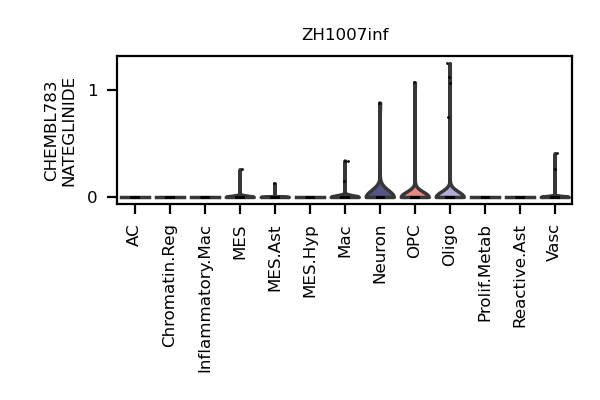 ZH1007inf
CHEMBL783
NATEGLINIDE
1
0
AC
Chromatin.Reg
Inflammatory.Mac
MES
MES.Ast
MES.Hyp
Mac
Neuron
OPC
Oligo
Prolif.Metab
Reactive.Ast
Vasc